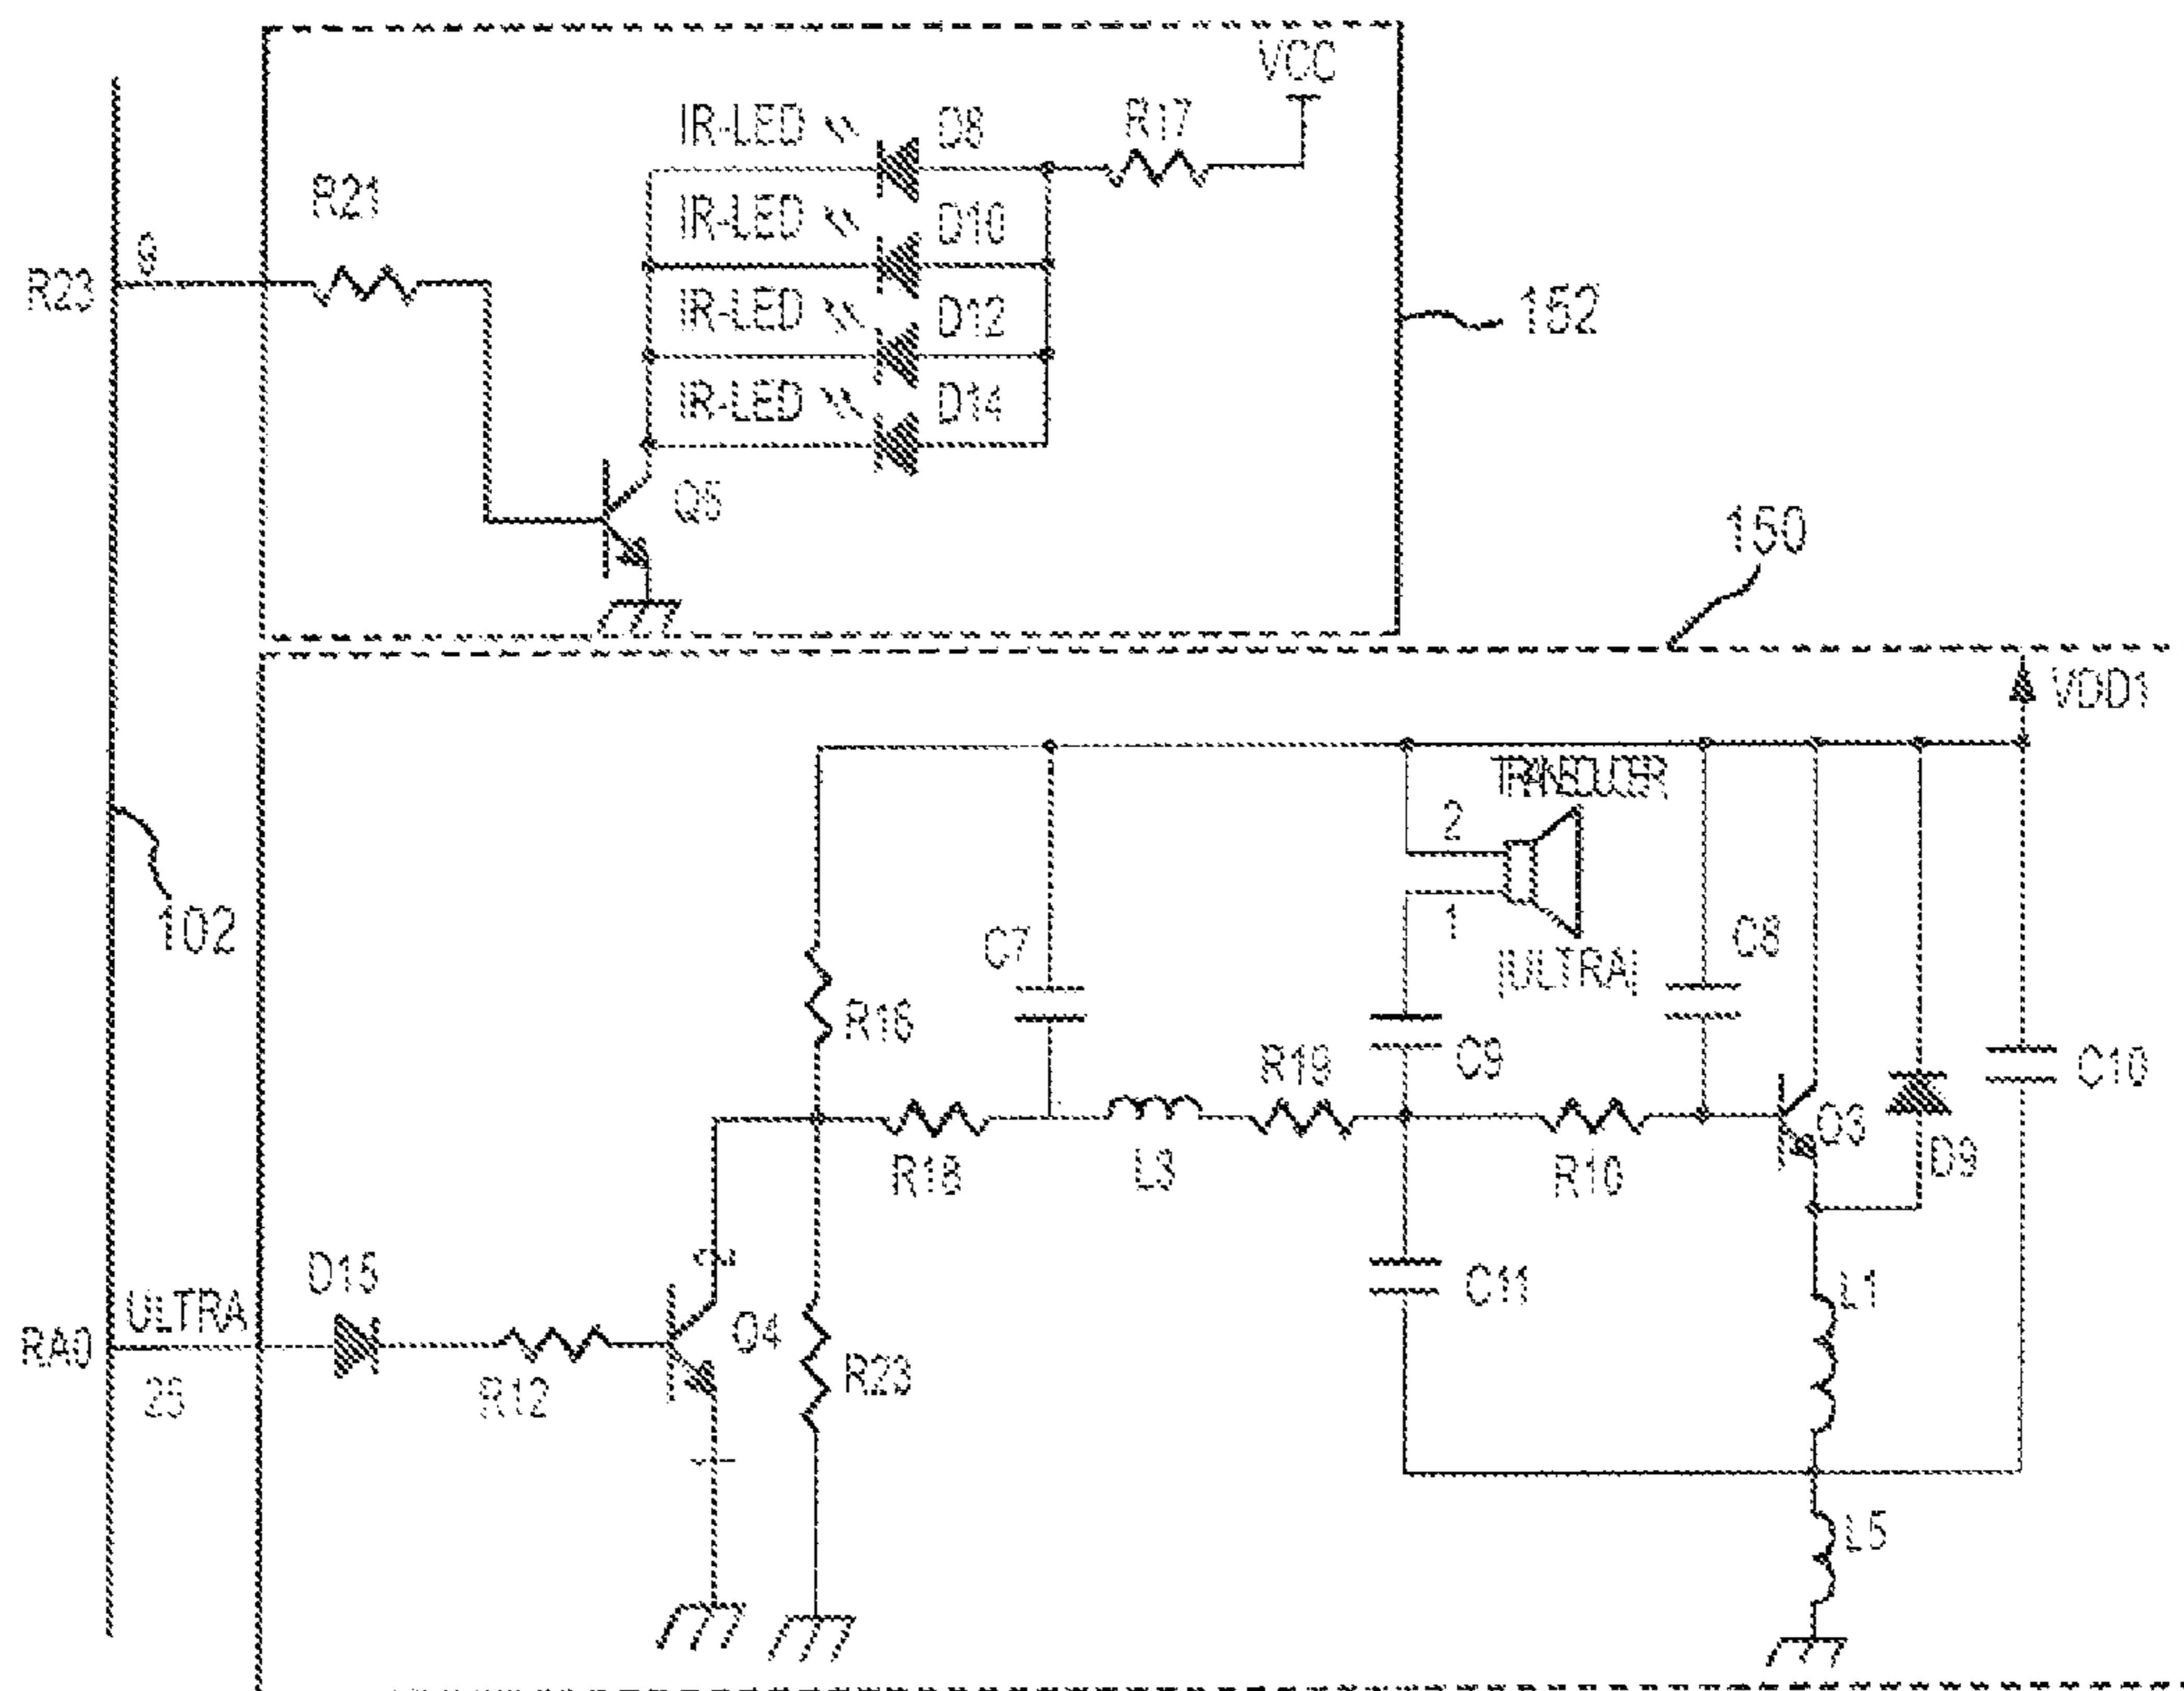 VCC
IR-LED D8 R17
R21
IR-LED D10
R23
IR-LED D12
152
IR-LED D14
Q5
150
VDD1
TRANSDUCER
2
102
1
C7
C8
|ULTRA|
R16
C9
R19
C10
Q3
R18
L3
R10
D9
2
D15
C11
L1
ULTRA
Q4
RA0
R12
R23
1
L5